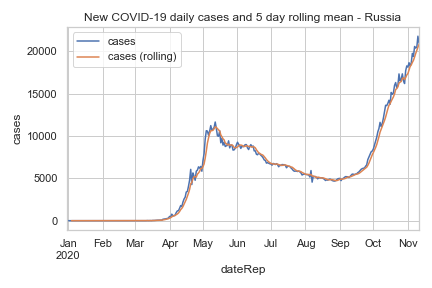 New COVID-19 daily cases and 5 day rolling mean - Russia
cases
cases (rolling)
20000
15000
10000
5000
0
cases
Jan Feb Mar Apr May Jun Jul Aug Sep Oct Nov
2020
dateRep